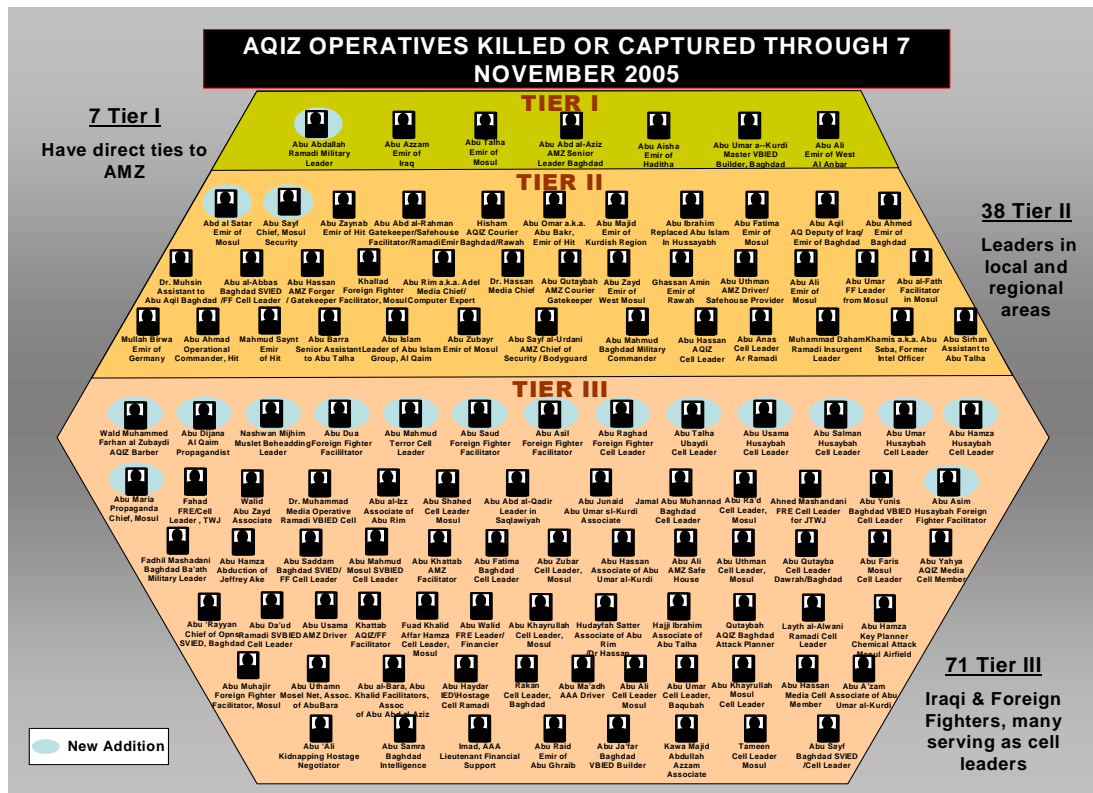 AQIZ OPERATIVES KILLED OR CAPTURED THROUGH 7
NOVEMBER 2005
7 Tier I
Have direct ties to
AMZ
TIER I
Abu Abdallah
Ramadi Military
Leader
Abu Azzam
Emir of
Iraq
Abu Talha
Emir of
Mosul
Abu Abd al-Aziz
AMZ Senior
Leader Baghdad
Abu Aisha
Emir of
Haditha
Abu Umar a--Kurdi
Master VBIED
Builder, Baghdad
Abu Ali
Emir of West
Al Anbar
TIER II
38 Tier II
Leaders in
local and
regional
areas
Abd al Satar
Emir of
Mosul
Abu Sayf
Chief, Mosul
Security
Abu Zaynab
Emir of Hit
Abu Abd al-Rahman
Gatekeeper/Safehouse
Facilitator/RamadiEmir
Hisham
AQIZ Courier
Baghdad/Rawah
Abu Omar a.k.a.
Abu Bakr,
Emir of Hit
Abu Majid
Emir of
Kurdish Region
Abu Ibrahim
Replaced Abu Islam
In Hussayabh
Abu Fatima
Emir of
Mosul
Abu Aqil
AQ Deputy of Iraq/
Emir of Baghdad
Abu Ahmed
Emir of
Baghdad
Dr. Muhsin
Assistant to
Abu Aqil Baghdad
Abu al-Abbas
Baghdad SVIED
/FF Cell Leader
Abu Hassan
AMZ Forger
/ Gatekeeper
Khallad
Foreign Fighter
Facilitator, Mosul
Abu Rim a.k.a. Adel
Media Chief/
Computer Expert
Dr. Hassan
Media Chief
Abu Qutaybah
AMZ Courier
Gatekeeper
Abu Zayd
Emir of
West Mosul
Ghassan Amin
Emir of
Rawah
Abu Uthman
AMZ Driver/
Safehouse Provider
Abu Ali
Emir of
Mosul
Abu Umar
FF Leader
from Mosul
Abu al-Fath
Facilitator
in Mosul
Mullah Birwa
Emir of
Germany
Abu Ahmad
Operational
Commander, Hit
Mahmud Saynt
Emir
of Hit
Abu Barra
Senior Assistant
to Abu Talha
Abu Islam
Leader of Abu Islam
Group, Al Qaim
Abu Zubayr
Emir of Mosul
Abu Sayf al-Urdani
AMZ Chief of
Security / Bodyguard
Abu Mahmud
Baghdad Military
Commander
Abu Hassan
AQIZ
Cell Leader
Abu Anas
Cell Leader
Ar Ramadi
Muhammad Daham
Ramadi Insurgent
Leader
Khamis a.k.a. Abu
Seba, Former
Intel Officer
Abu Sirhan
Assistant to
Abu Talha
TIER III
Wald Muhammed
Farhan al Zubaydi
AQIZ Barber
Abu Dijana
Al Qaim
Propagandist
Nashwan Mijhim
Muslet Beheadding
Leader
Abu Dua
Foreign Fighter
Facililtator
Abu Mahmud
Terror Cell
Leader
Abu Saud
Foreign Fighter
Facilitator
Abu Asil
Foreign Fighter
Facilitator
Abu Raghad
Foreign Fighter
Cell Leader
Abu Talha
Ubaydi
Cell Leader
Abu Usama
Husaybah
Cell Leader
Abu Salman
Husaybah
Cell Leader
Abu Umar
Husaybah
Cell Leader
Abu Hamza
Husaybah
Cell Leader
Abu Maria
Propaganda
Chief, Mosul
Fahad
FRE/Cell
Leader , TWJ
Walid
Abu Zayd
Associate
Dr. Muhammad
Media Operative
Ramadi VBIED Cell
Abu al-Izz
Associate of
Abu Rim
Abu Shahed
Cell Leader
Mosul
Abu Abd al-Qadir
Leader in
Saqlawiyah
Abu Junaid
Abu Umar sl-Kurdi
Associate
Jamal Abu Muhannad
Baghdad
Cell Leader
Abu Ra'd
Cell Leader,
Mosul
Ahned Mashandani
FRE Cell Leader
for JTWJ
Abu Yunis
Baghdad VBIED
Cell Leader
Abu Asim
Husaybah Foreign
Fighter Facilitator
Fadhil Mashadani
Baghdad Ba'ath
Military Leader
Abu Hamza
Abduction of
Jeffrey Ake
Abu Saddam
Baghdad SVIED/
FF Cell Leader
Abu Mahmud
Mosul SVBIED
Cell Leader
Abu Khattab
AMZ
Facilitator
Abu Fatima
Baghdad
Cell Leader
Abu Zubar
Cell Leader,
Mosul
Abu Hassan
Associate of Abu
Umar al-Kurdi
Abu Ali
AMZ Safe
House
Abu Uthman
Cell Leader,
Mosul
Abu Qutayba
Cell Leader
Dawrah/Baghdad
Abu Faris
Mosul
Cell Leader
Abu Yahya
AQIZ Media
Cell Member
Abu 'Rayyan
Chief of Opns
SVIED, Baghdad
Abu Da'ud
Ramadi SVBIED
Cell Leader
Abu Usama
AMZ Driver
Khattab
AQIZ/FF
Facilitator
Fuad Khalid
Affar Hamza
Cell Leader,
Mosul
Abu Walid
FRE Leader/
Financier
Abu Khayrullah
Cell Leader,
Mosul
Hudayfah Satter
Associate of Abu
Rim
/Dr Hassan
Hajji Ibrahim
Associate of
Abu Talha
Qutaybah
AQIZ Baghdad
Attack Planner
Layth al-Alwani
Ramadi Cell
Leader
Abu Hamza
Key Planner
Chemical Attack
Mosul Airfield
71 Tier III
Iraqi & Foreign
Fighters, many
serving as cell
leaders
Abu Muhajir
Foreign Fighter
Facilitator, Mosul
Abu Uthamn
Mosel Net, Assoc.
of AbuBara
Abu al-Bara, Abu
Khalid Facilitators,
Assoc
of Abu Abd al-Aziz
Abu Haydar
IED\Hostage
Cell Ramadi
Rakan
Cell Leader,
Baghdad
Abu Ma'adh
AAA Driver
Abu Ali
Cell Leader
Mosul
Abu Umar
Cell Leader,
Baqubah
Abu Khayrullah
Mosul
Cell Leader
Abu Hassan
Media Cell
Member
Abu A'zam
Associate of Abu
Umar al-Kurdi
Abu 'Ali
Kidnapping Hostage
Negotiator
Abu Samra
Baghdad
Intelligence
Imad, AAA
Lieutenant Financial
Support
Abu Raid
Emir of
Abu Ghraib
Abu Ja'far
Baghdad
VBIED Builder
Kawa Majid
Abdullah
Azzam
Associate
Tameen
Cell Leader
Mosul
Abu Sayf
Baghdad SVIED
/Cell Leader
New Addition